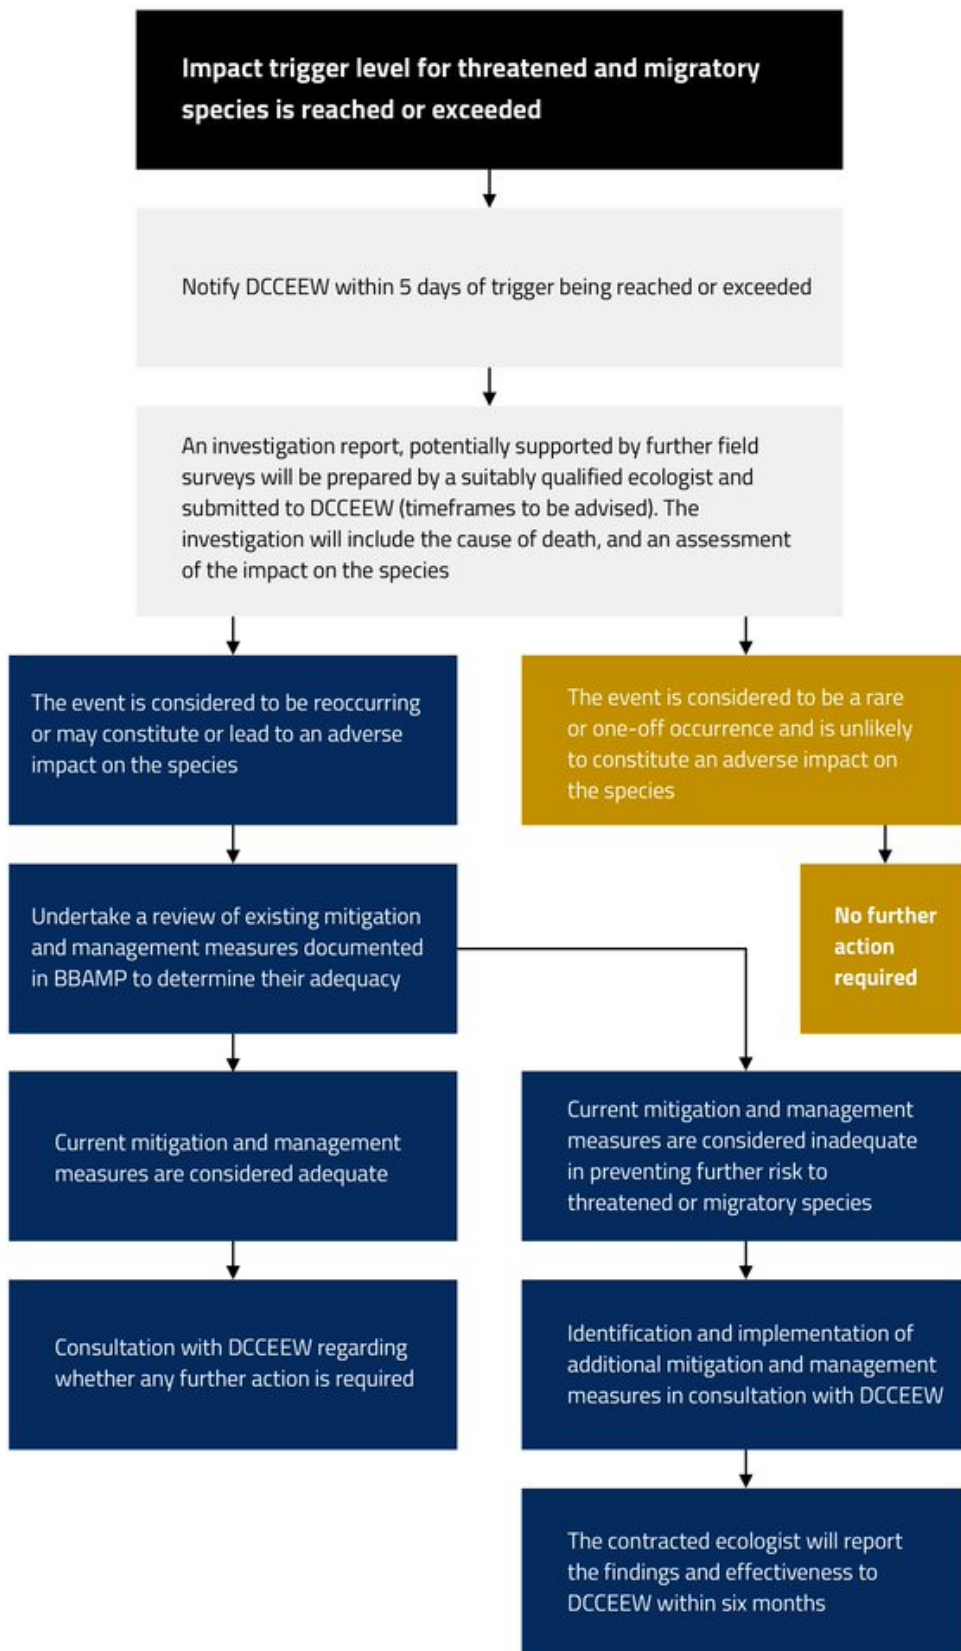 Impact trigger level for threatened and migratory
species is reached or exceeded
Notify DCCEEW within 5 days of trigger being reached or exceeded
An investigation report, potentially supported by further field
surveys will be prepared by a suitably qualified ecologist and
submitted to DCCEEW (timeframes to be advised). The
investigation will include the cause of death, and an assessment
of the impact on the species
The event is considered to be reoccurring
or may constitute or lead to an adverse
impact on the species
The event is considered to be a rare
or one-off occurrence and is unlikely
to constitute an adverse impact on
the species
Undertake a review of existing mitigation
and management measures documented
in BBAMP to determine their adequacy
No further
action
required
Current mitigation and management
measures are considered adequate
Current mitigation and management
measures are considered inadequate
in preventing further risk to
threatened or migratory species
Consultation with DCCEEW regarding
whether any further action is required
Identification and implementation of
additional mitigation and management
measures in consultation with DCCEEW
The contracted ecologist will report
the findings and effectiveness to
DCCEEW within six months